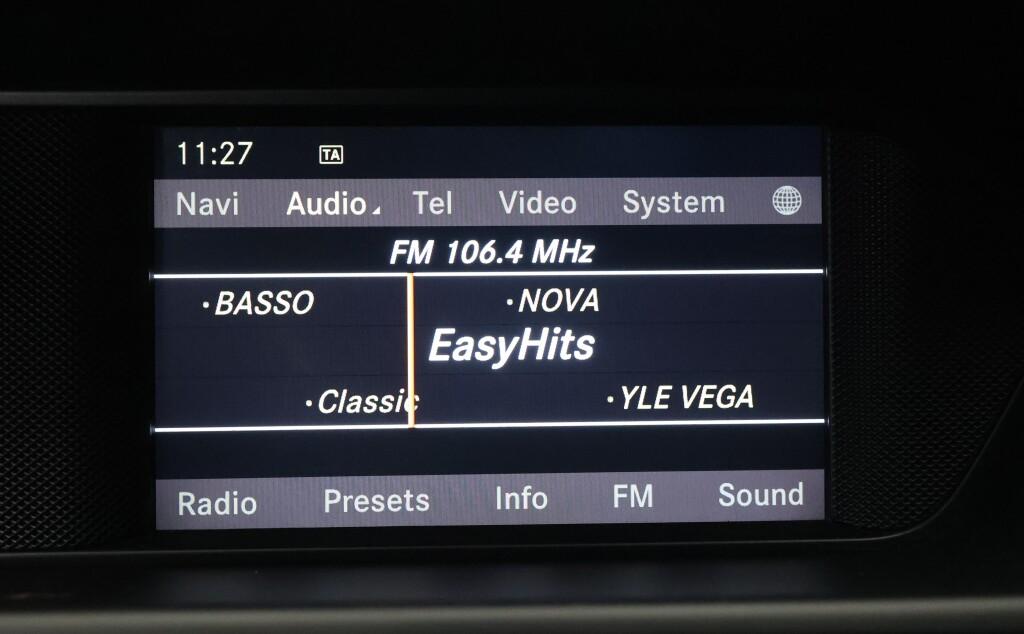 11:27 TA
Navi Audio Tel Video System
FM 106.4 MHz
·BASSO ·NOVA
EasyHits
·Classic ·YLE VEGA
Radio Presets Info FM Sound